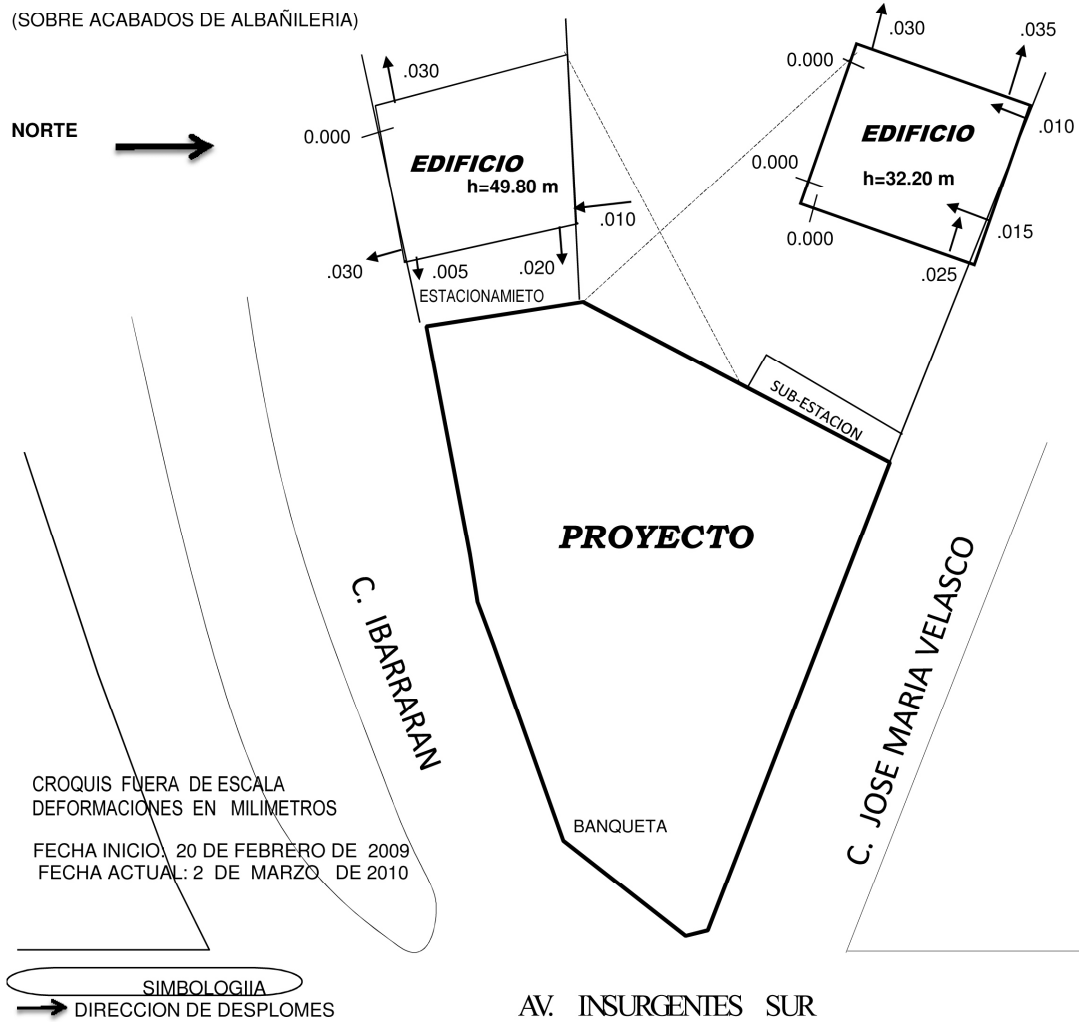 (SOBRE ACABADOS DE ALBAÑILERIA)
NORTE
.030
0.000
EDIFICIO
h=49.80 m
.010
.030
.005
.020
ESTACIONAMIETO
.030
.035
0.000
.010
EDIFICIO
h=32.20 m
0.000
0.000
.015
.025
SUB-ESTACION
PROYECTO
C. IBARRARAN
C. JOSE MARIA VELASCO
BANQUETA
CROQUIS FUERA DE ESCALA
DEFORMACIONES EN MILIMETROS
FECHA INICIO: 20 DE FEBRERO DE 2009
FECHA ACTUAL: 2 DE MARZO DE 2010
SIMBOLOGIIA
DIRECCION DE DESPLOMES
AV. INSURGENTES SUR